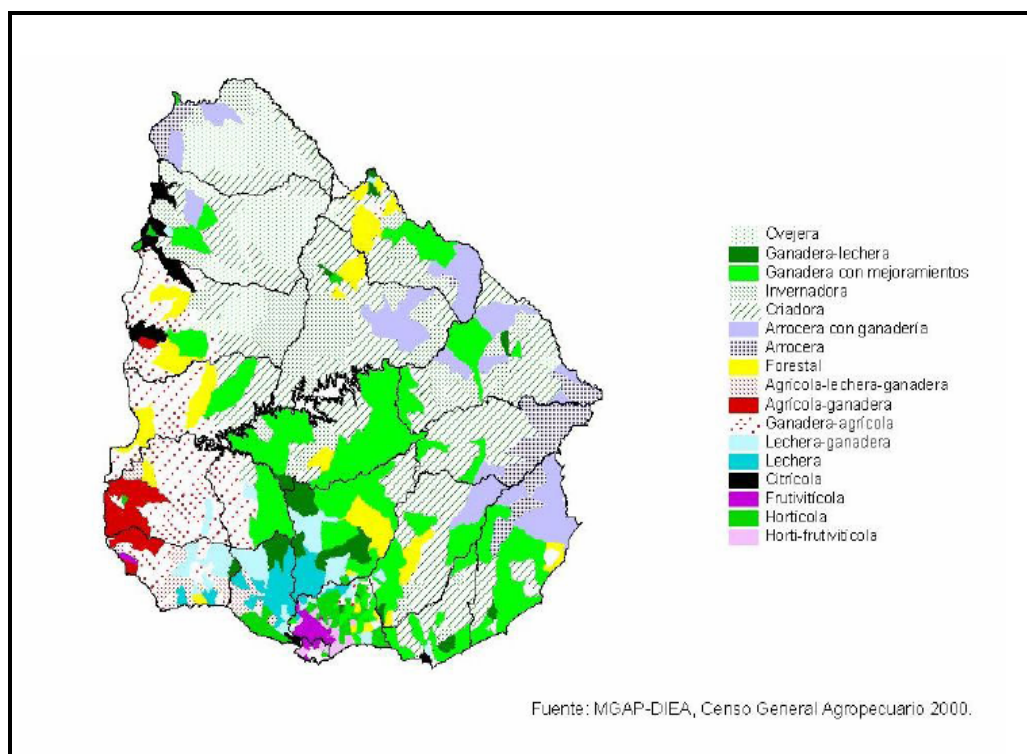 Ovejera
Ganadera-lechera
Ganadera con mejoramientos
Invernadora
Criadora
Arrocera con ganadería
Arrocera
Forestal
Agrícola-lechera-ganadera
Agrícola-ganadera
Ganadera-agrícola
Lechera-ganadera
Lechera
Citrícola
Frutivitícola
Hortícola
Horti-frutivitícola
Fuente: MGAP-DIEA, Censo General Agropecuario 2000.